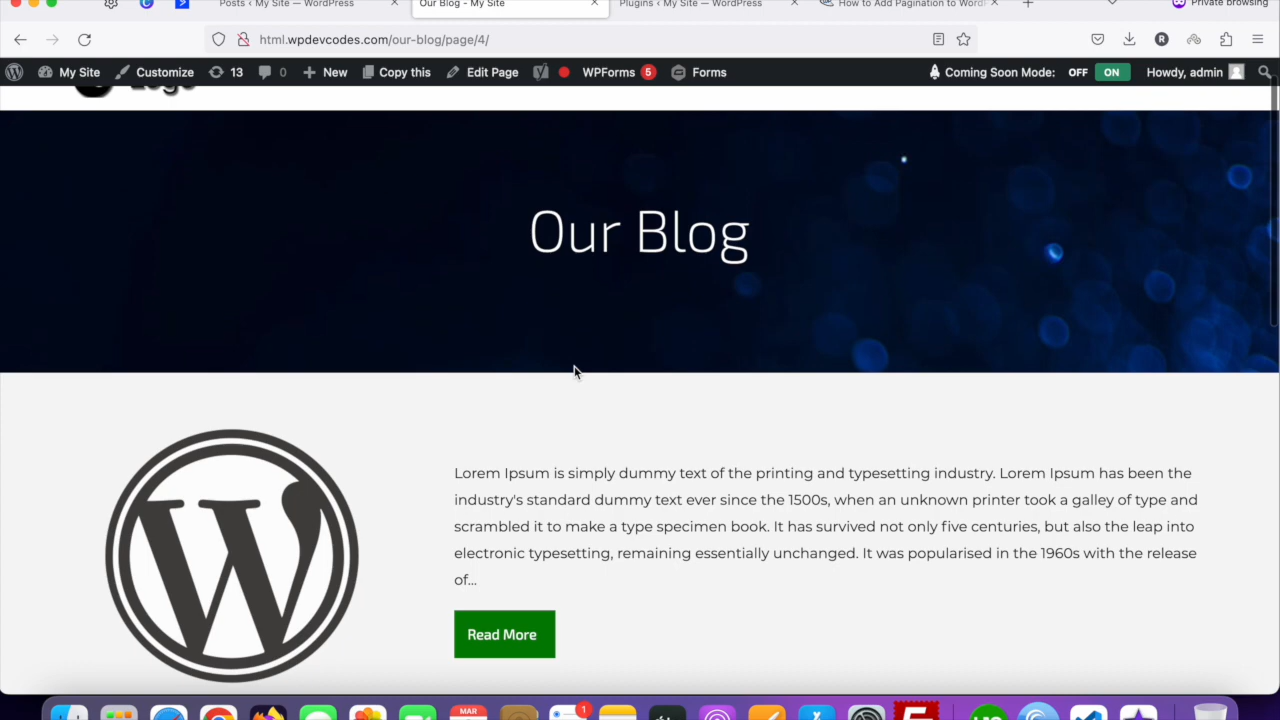 Posts ‹ My Site — WordPress
Our Blog - My Site
Plugins ‹ My Site — WordPress
How to Add Pagination to Word
Private browsing
html.wpdevcodes.com/our-blog/page/4/
My Site
Customize
13
0
New
Copy this
Edit Page
WPForms
5
Forms
Coming Soon Mode:
OFF
ON
Howdy, admin
Our Blog
Lorem Ipsum is simply dummy text of the printing and typesetting industry. Lorem Ipsum has been the
industry's standard dummy text ever since the 1500s, when an unknown printer took a galley of type and
scrambled it to make a type specimen book. It has survived not only five centuries, but also the leap into
electronic typesetting, remaining essentially unchanged. It was popularised in the 1960s with the release
of...
Read More
MAR
1